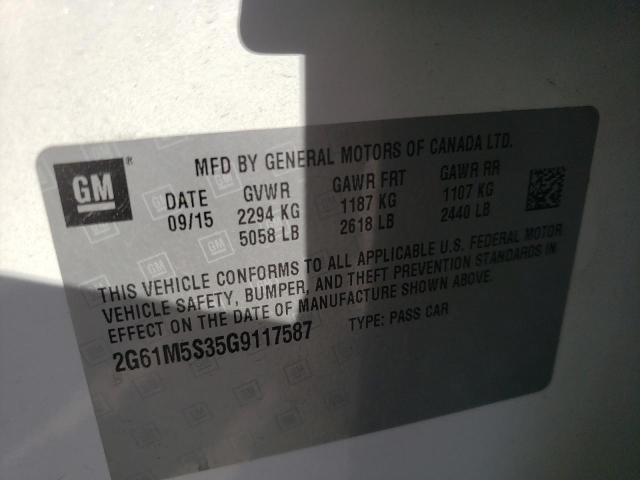 GM ®
MFD BY GENERAL MOTORS OF CANADA LTD.
DATE GVWR GAWR FRT GAWR RR
09/15 2294 KG 1187 KG 1107 KG
5058 LB 2618 LB 2440 LB
THIS VEHICLE CONFORMS TO ALL APPLICABLE U.S. FEDERAL MOTOR
VEHICLE SAFETY, BUMPER, AND THEFT PREVENTION STANDARDS IN
EFFECT ON THE DATE OF MANUFACTURE SHOWN ABOVE.
2G61M5S35G9117587 TYPE: PASS CAR